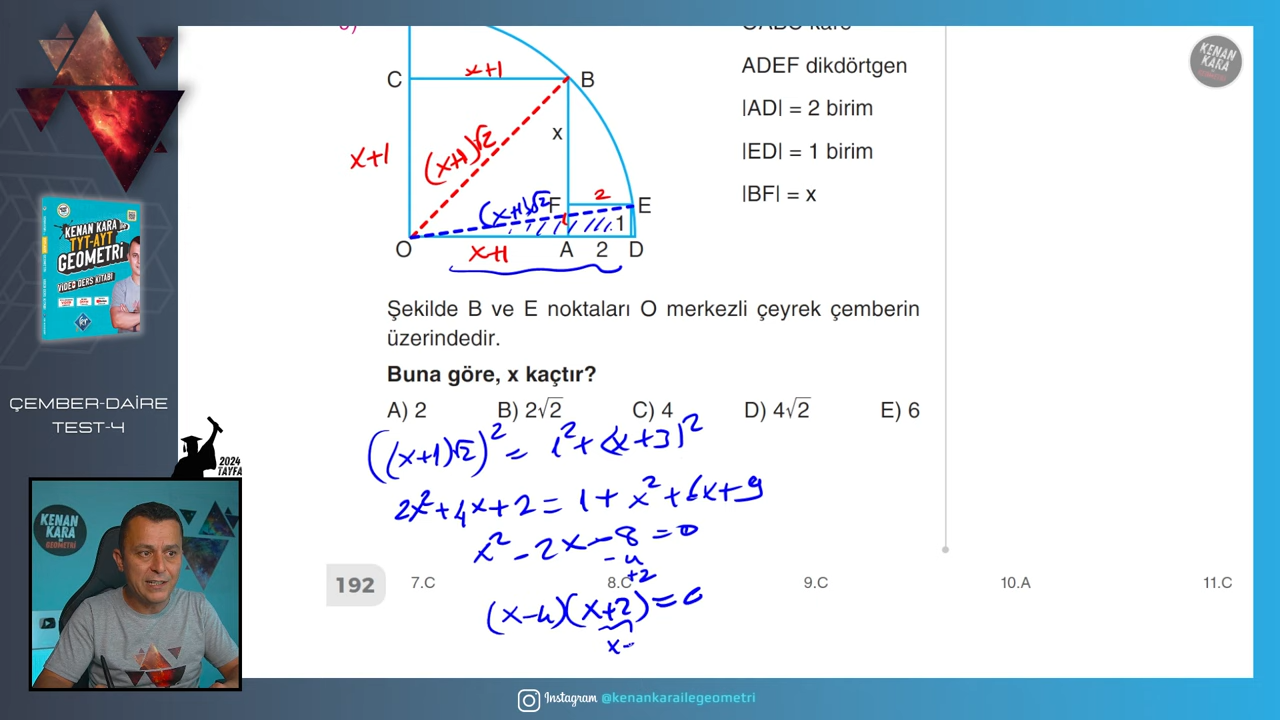 KENAN KARA
TYT-AYT
GEOMETRİ
VİDEO DERS KİTABI
ÇEMBER-DAİRE
TEST-4
2024
TAYFA
KENAN
KARA
GEOMETRİ
C
x+1
B
x+1
(x+1)√2
x
(x+1)√2
F
2
E
1
O
x+1
A
2
D
ADEF dikdörtgen
|AD| = 2 birim
|ED| = 1 birim
|BF| = x
KENAN
KARA
GEOMETRİ
Şekilde B ve E noktaları O merkezli çeyrek çemberin
üzerindedir.
Buna göre, x kaçtır?
A) 2 B) 2√2 C) 4 D) 4√2 E) 6
((x+1)√2)² = 1² + (x+3)²
2x²+4x+2 = 1+x²+6x+9
x²-2x-8=0
-4
+2
(x-4)(x+2)=0
x-
192 7.C 8.C 9.C 10.A 11.C
Instagram @kenankarailegeometri